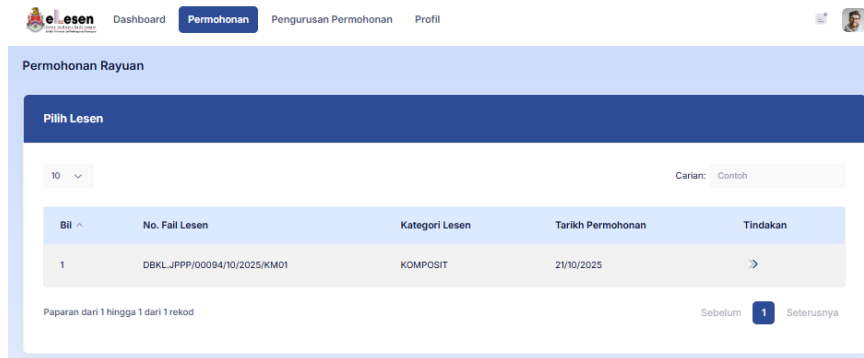 eLesen
Dashboard
Permohonan
Pengurusan Permohonan
Profil
Permohonan Rayuan
Pilih Lesen
10
Carian: Contoh
Bil No. Fail Lesen Kategori Lesen Tarikh Permohonan Tindakan
1 DBKL.JPPP/00094/10/2025/KM01 KOMPOSIT 21/10/2025
Paparan dari 1 hingga 1 dari 1 rekod
Sebelum 1 Seterusnya